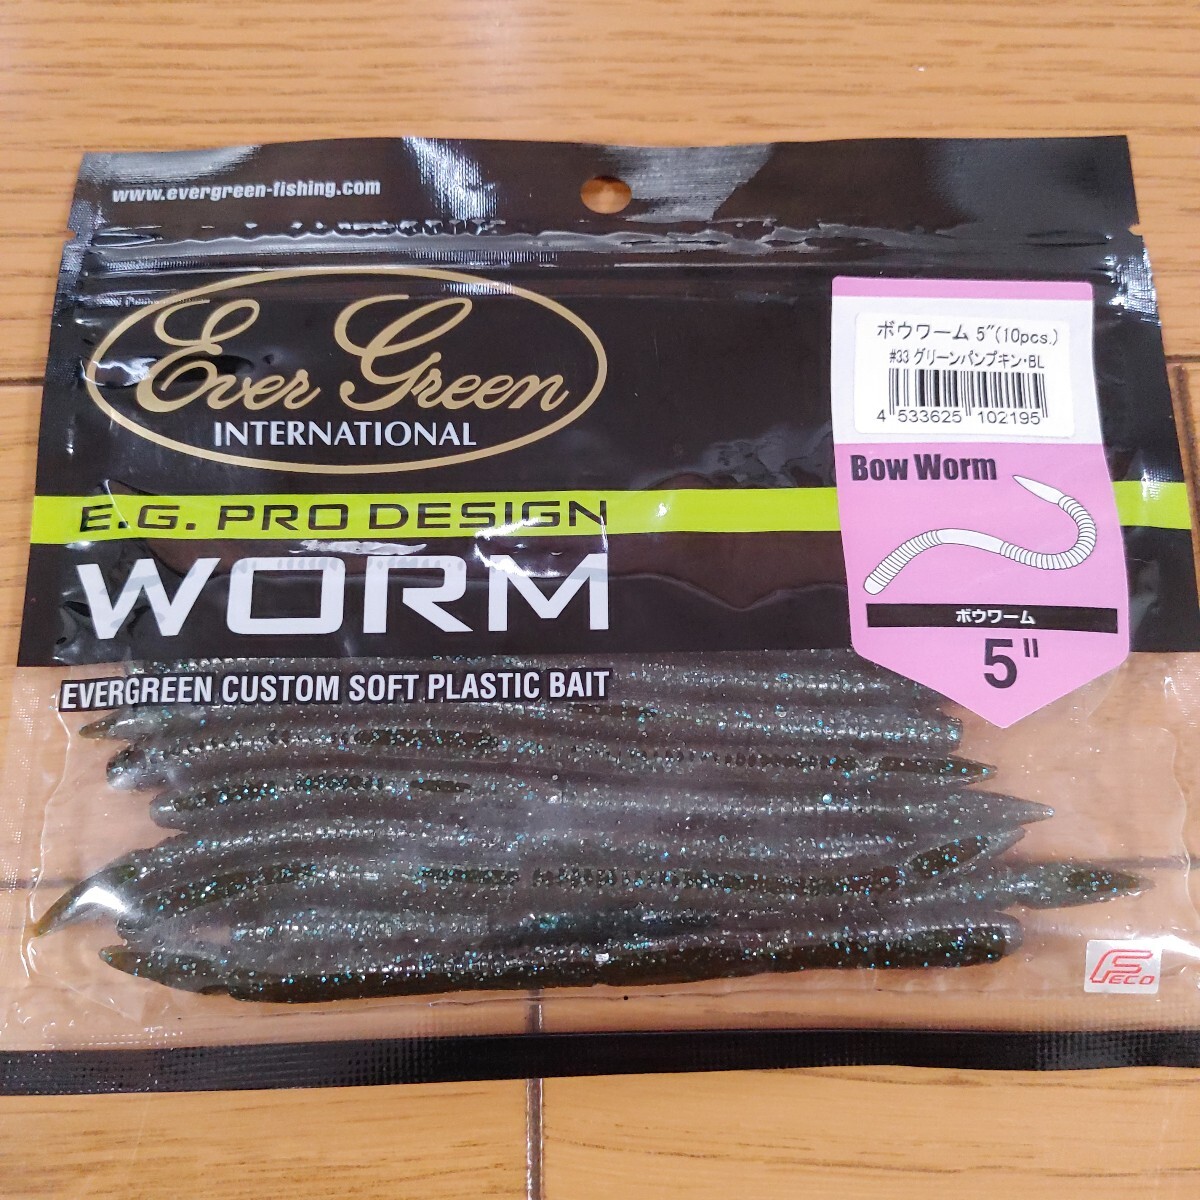 www.evergreen-fishing.com
Ever Green
INTERNATIONAL
E.G. PRO DESIGN
WORM
EVERGREEN CUSTOM SOFT PLASTIC BAIT
ボウワーム 5"(10pcs.)
#33 グリーンパンプキン・BL
4 533625 102195
Bow Worm
ボウワーム
5"
FS
ECO